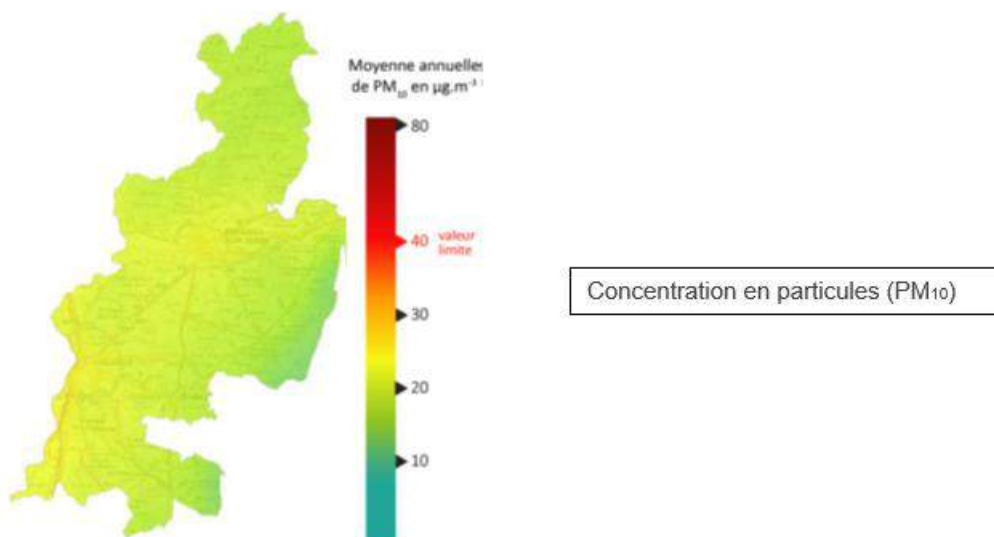 Moyenne annuelles
de PM₁₀ en µg.m⁻³
80
40 valeur
limite
30
20
10
Concentration en particules (PM₁₀)